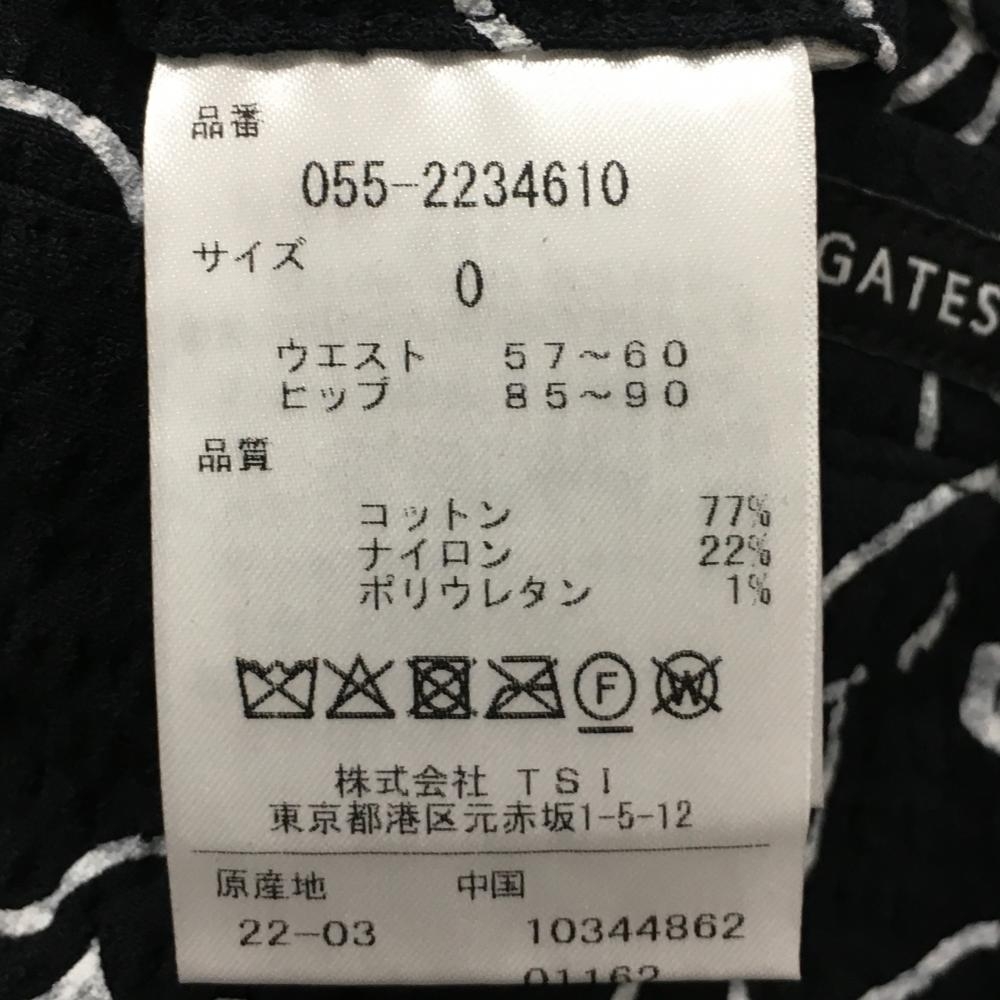 品番
055-2234610
サイズ
0
ウエスト 57~60
ヒップ 85~90
品質
コットン 77%
ナイロン 22%
ポリウレタン 1%
F W
株式会社 TSI
東京都港区元赤坂1-5-12
原産地 中国
22-03 10344862
01162
GATES